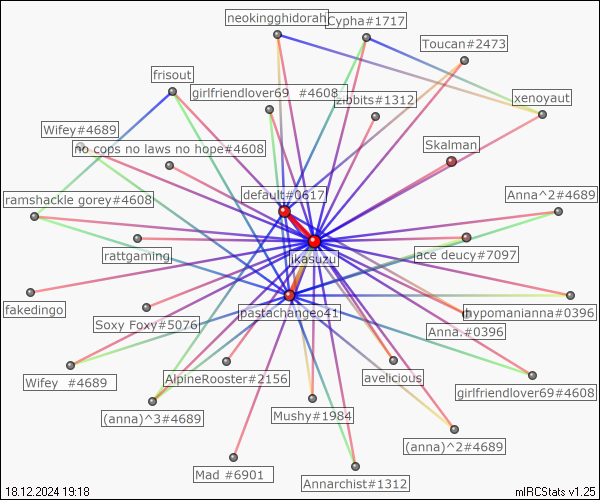 neokingghidorah
Cypha#1717
Toucan#2473
frisout
girlfriendlover69 #4608
zibbits#1312
xenoyaut
Wifey#4689
no cops no laws no hope#4608
Skalman
ramshackle gorey#4608
default#0617
Anna^2#4689
rattgaming
ikasuzu
ace deucy#7097
fakedingo
Soxy Foxy#5076
pastachangeo41
hypomanianna#0396
Anna.#0396
Wifey #4689
AlpineRooster#2156
avelicious
girlfriendlover69#4608
(anna)^3#4689
Mushy#1984
(anna)^2#4689
Mad #6901
Annarchist#1312
18.12.2024 19:18
mIRCStats v1.25